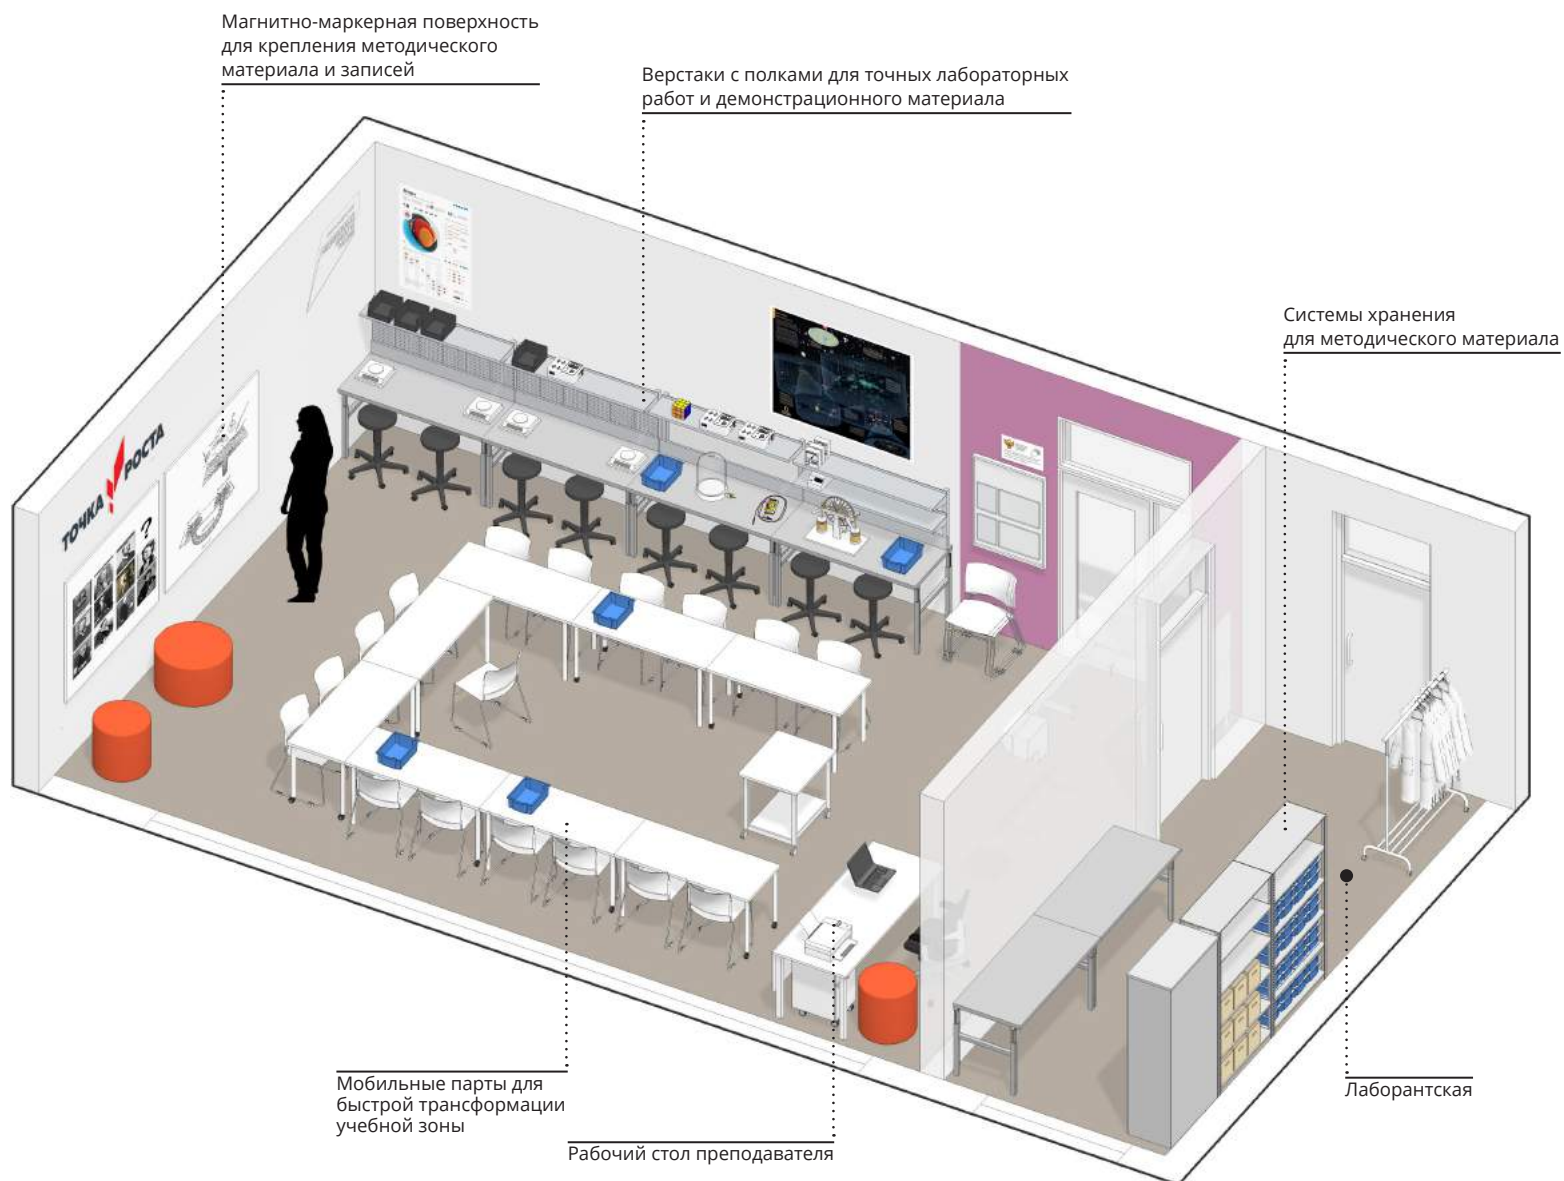 Магнитно-маркерная поверхность
для крепления методического
материала и записей
Верстаки с полками для точных лабораторных
работ и демонстрационного материала
Системы хранения
для методического материала
ТОЧКА РОСТА
?
Мобильные парты для
быстрой трансформации
учебной зоны
Рабочий стол преподавателя
Лаборантская